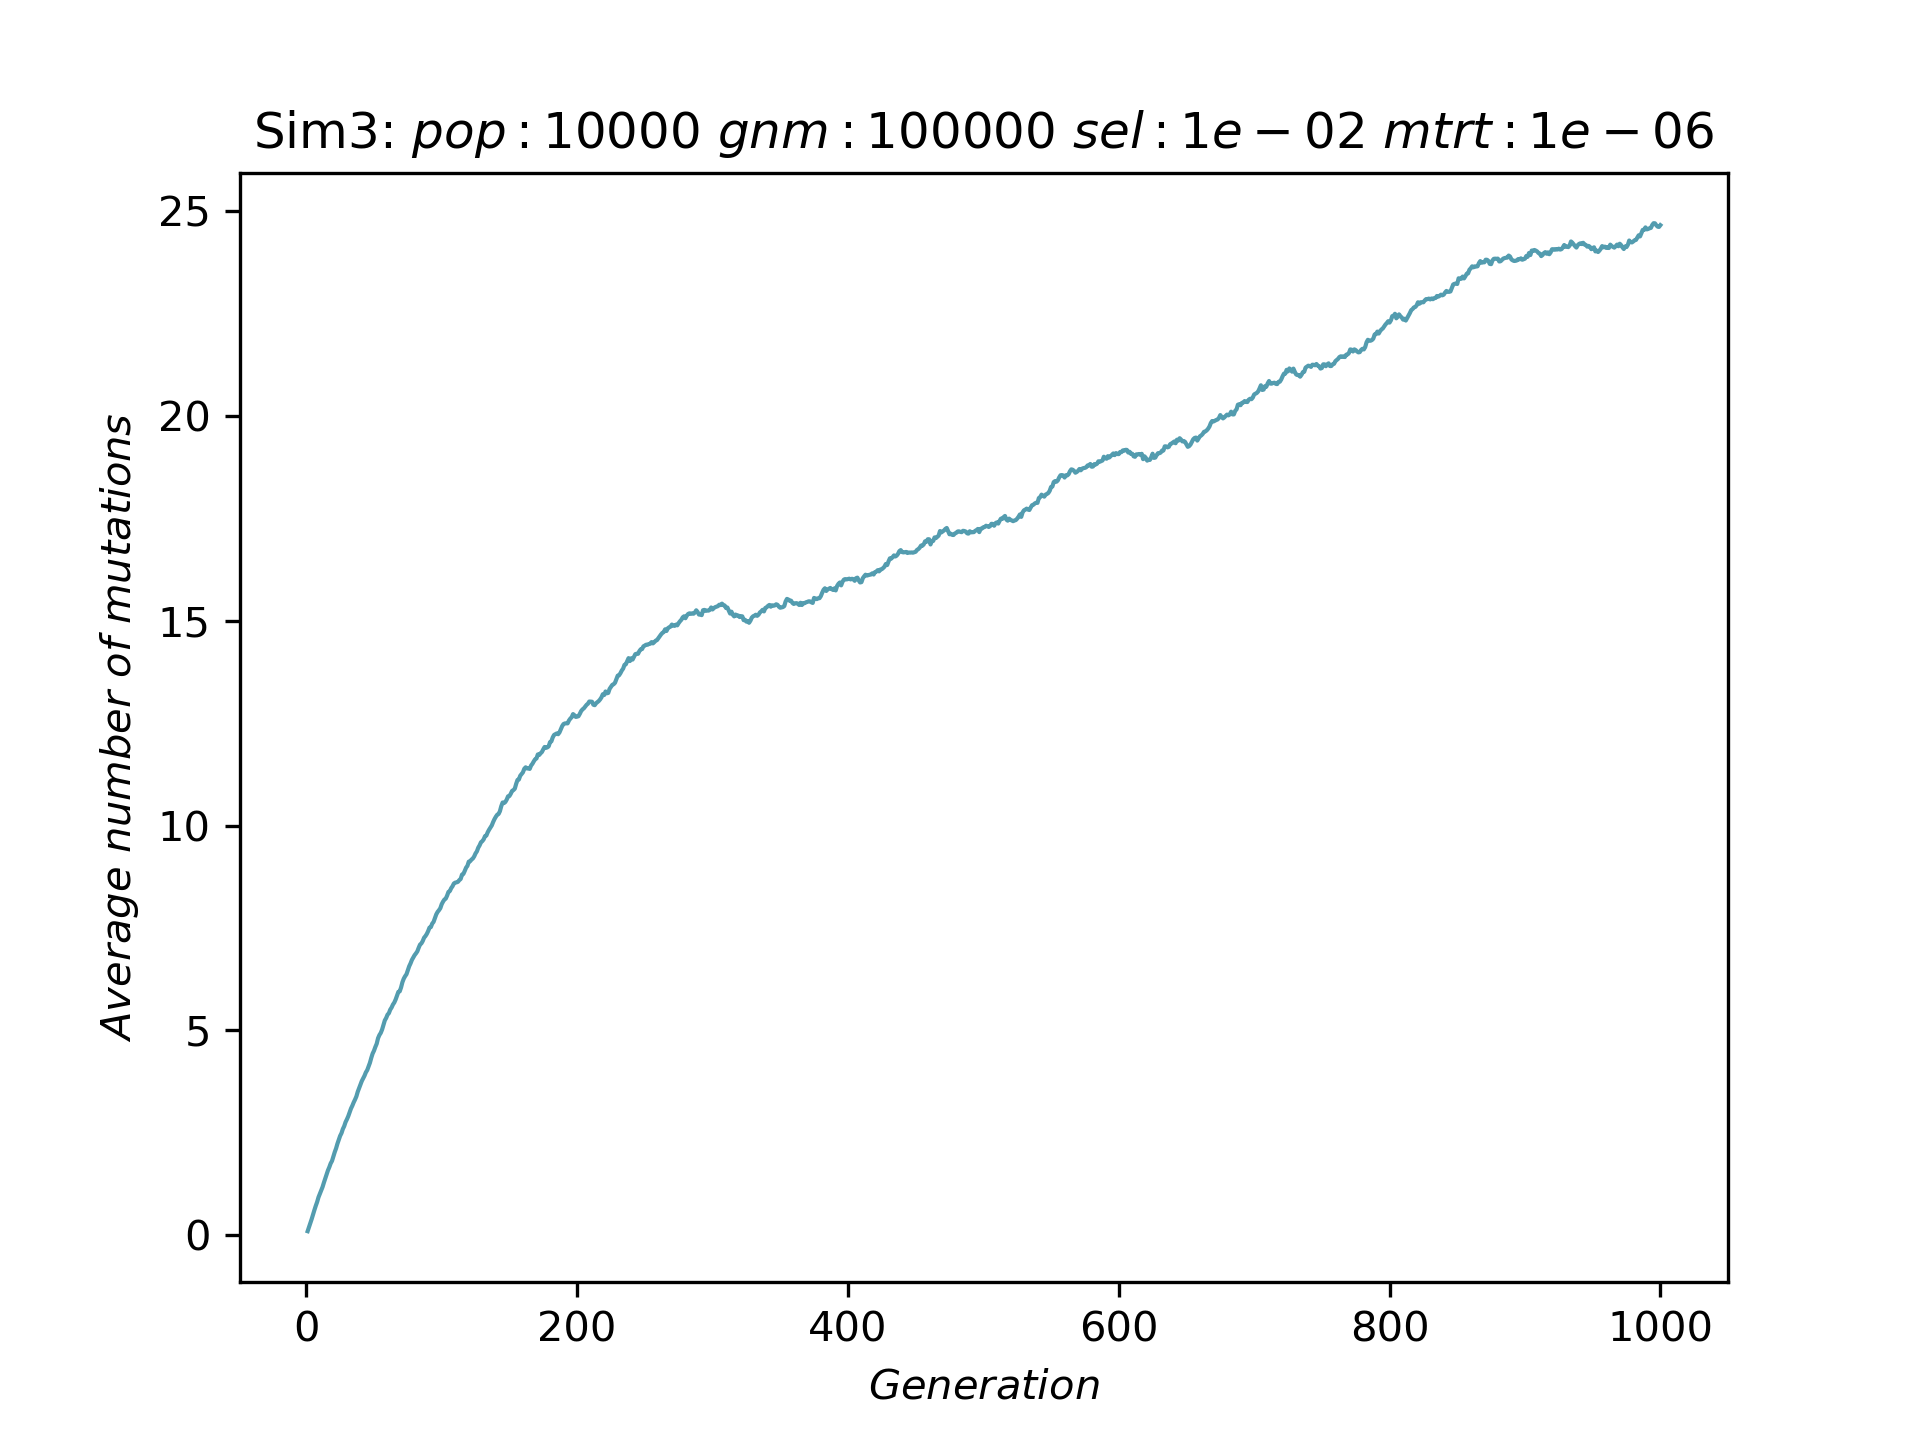 Sim3: pop : 10000 gnm : 100000 sel : 1e − 02 mtrt : 1e − 06
25
20
15
10
5
0
Average number of mutations
0 200 400 600 800 1000
Generation